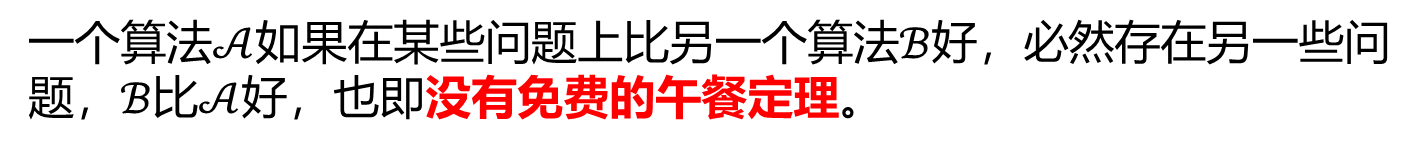 一个算法𝒜如果在某些问题上比另一个算法ℬ好，必然存在另一些问
题，ℬ比𝒜好，也即没有免费的午餐定理。